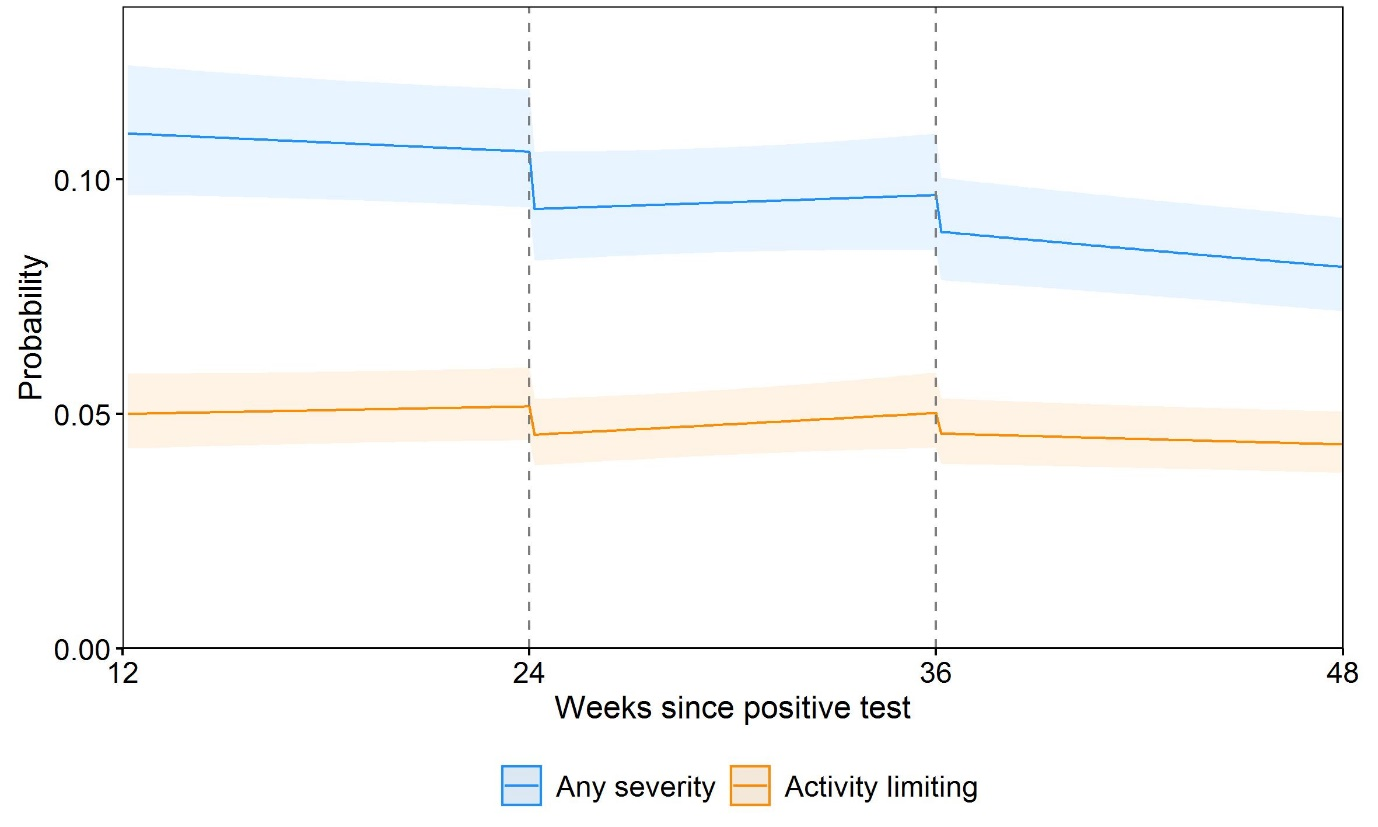 Probability
0.10
0.05
0.00
12 24 36 48
Weeks since positive test
Any severity Activity limiting